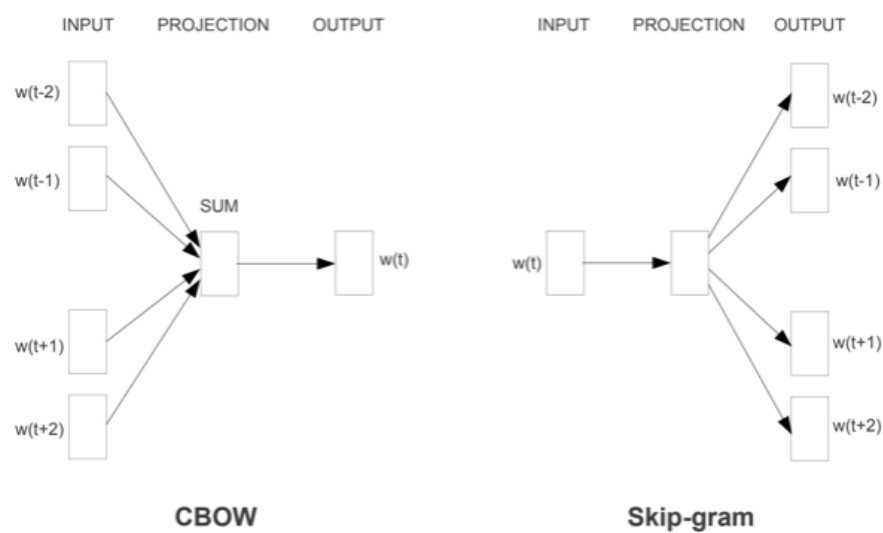 INPUT PROJECTION OUTPUT
w(t-2)
w(t-1)
SUM
w(t)
w(t+1)
w(t+2)
CBOW
INPUT PROJECTION OUTPUT
w(t-2)
w(t-1)
w(t)
w(t+1)
w(t+2)
Skip-gram